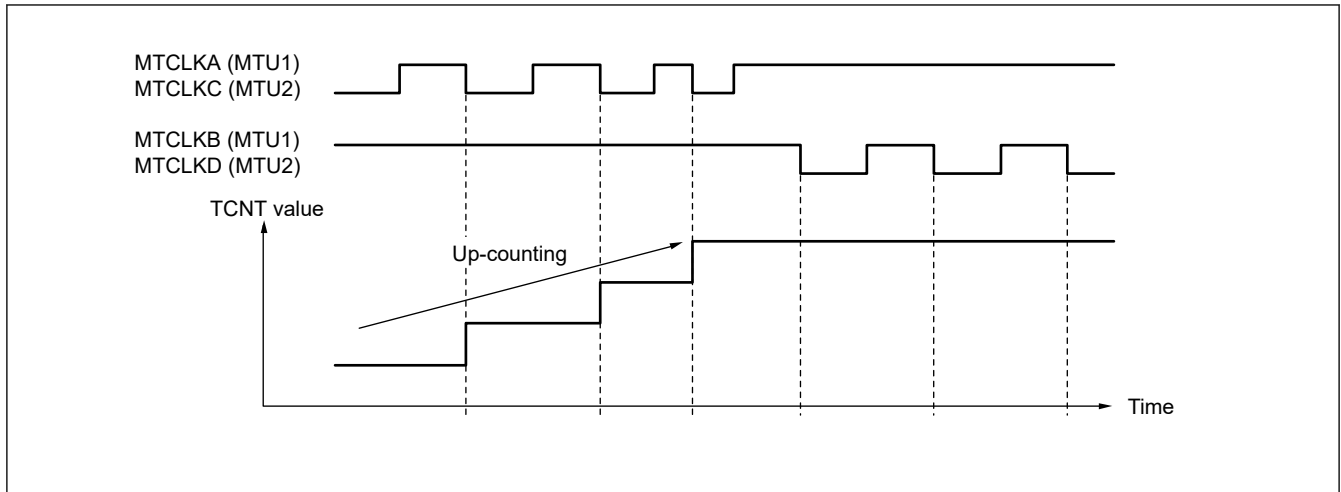 MTCLKA (MTU1)
MTCLKC (MTU2)
MTCLKB (MTU1)
MTCLKD (MTU2)
TCNT value
Up-counting
Time